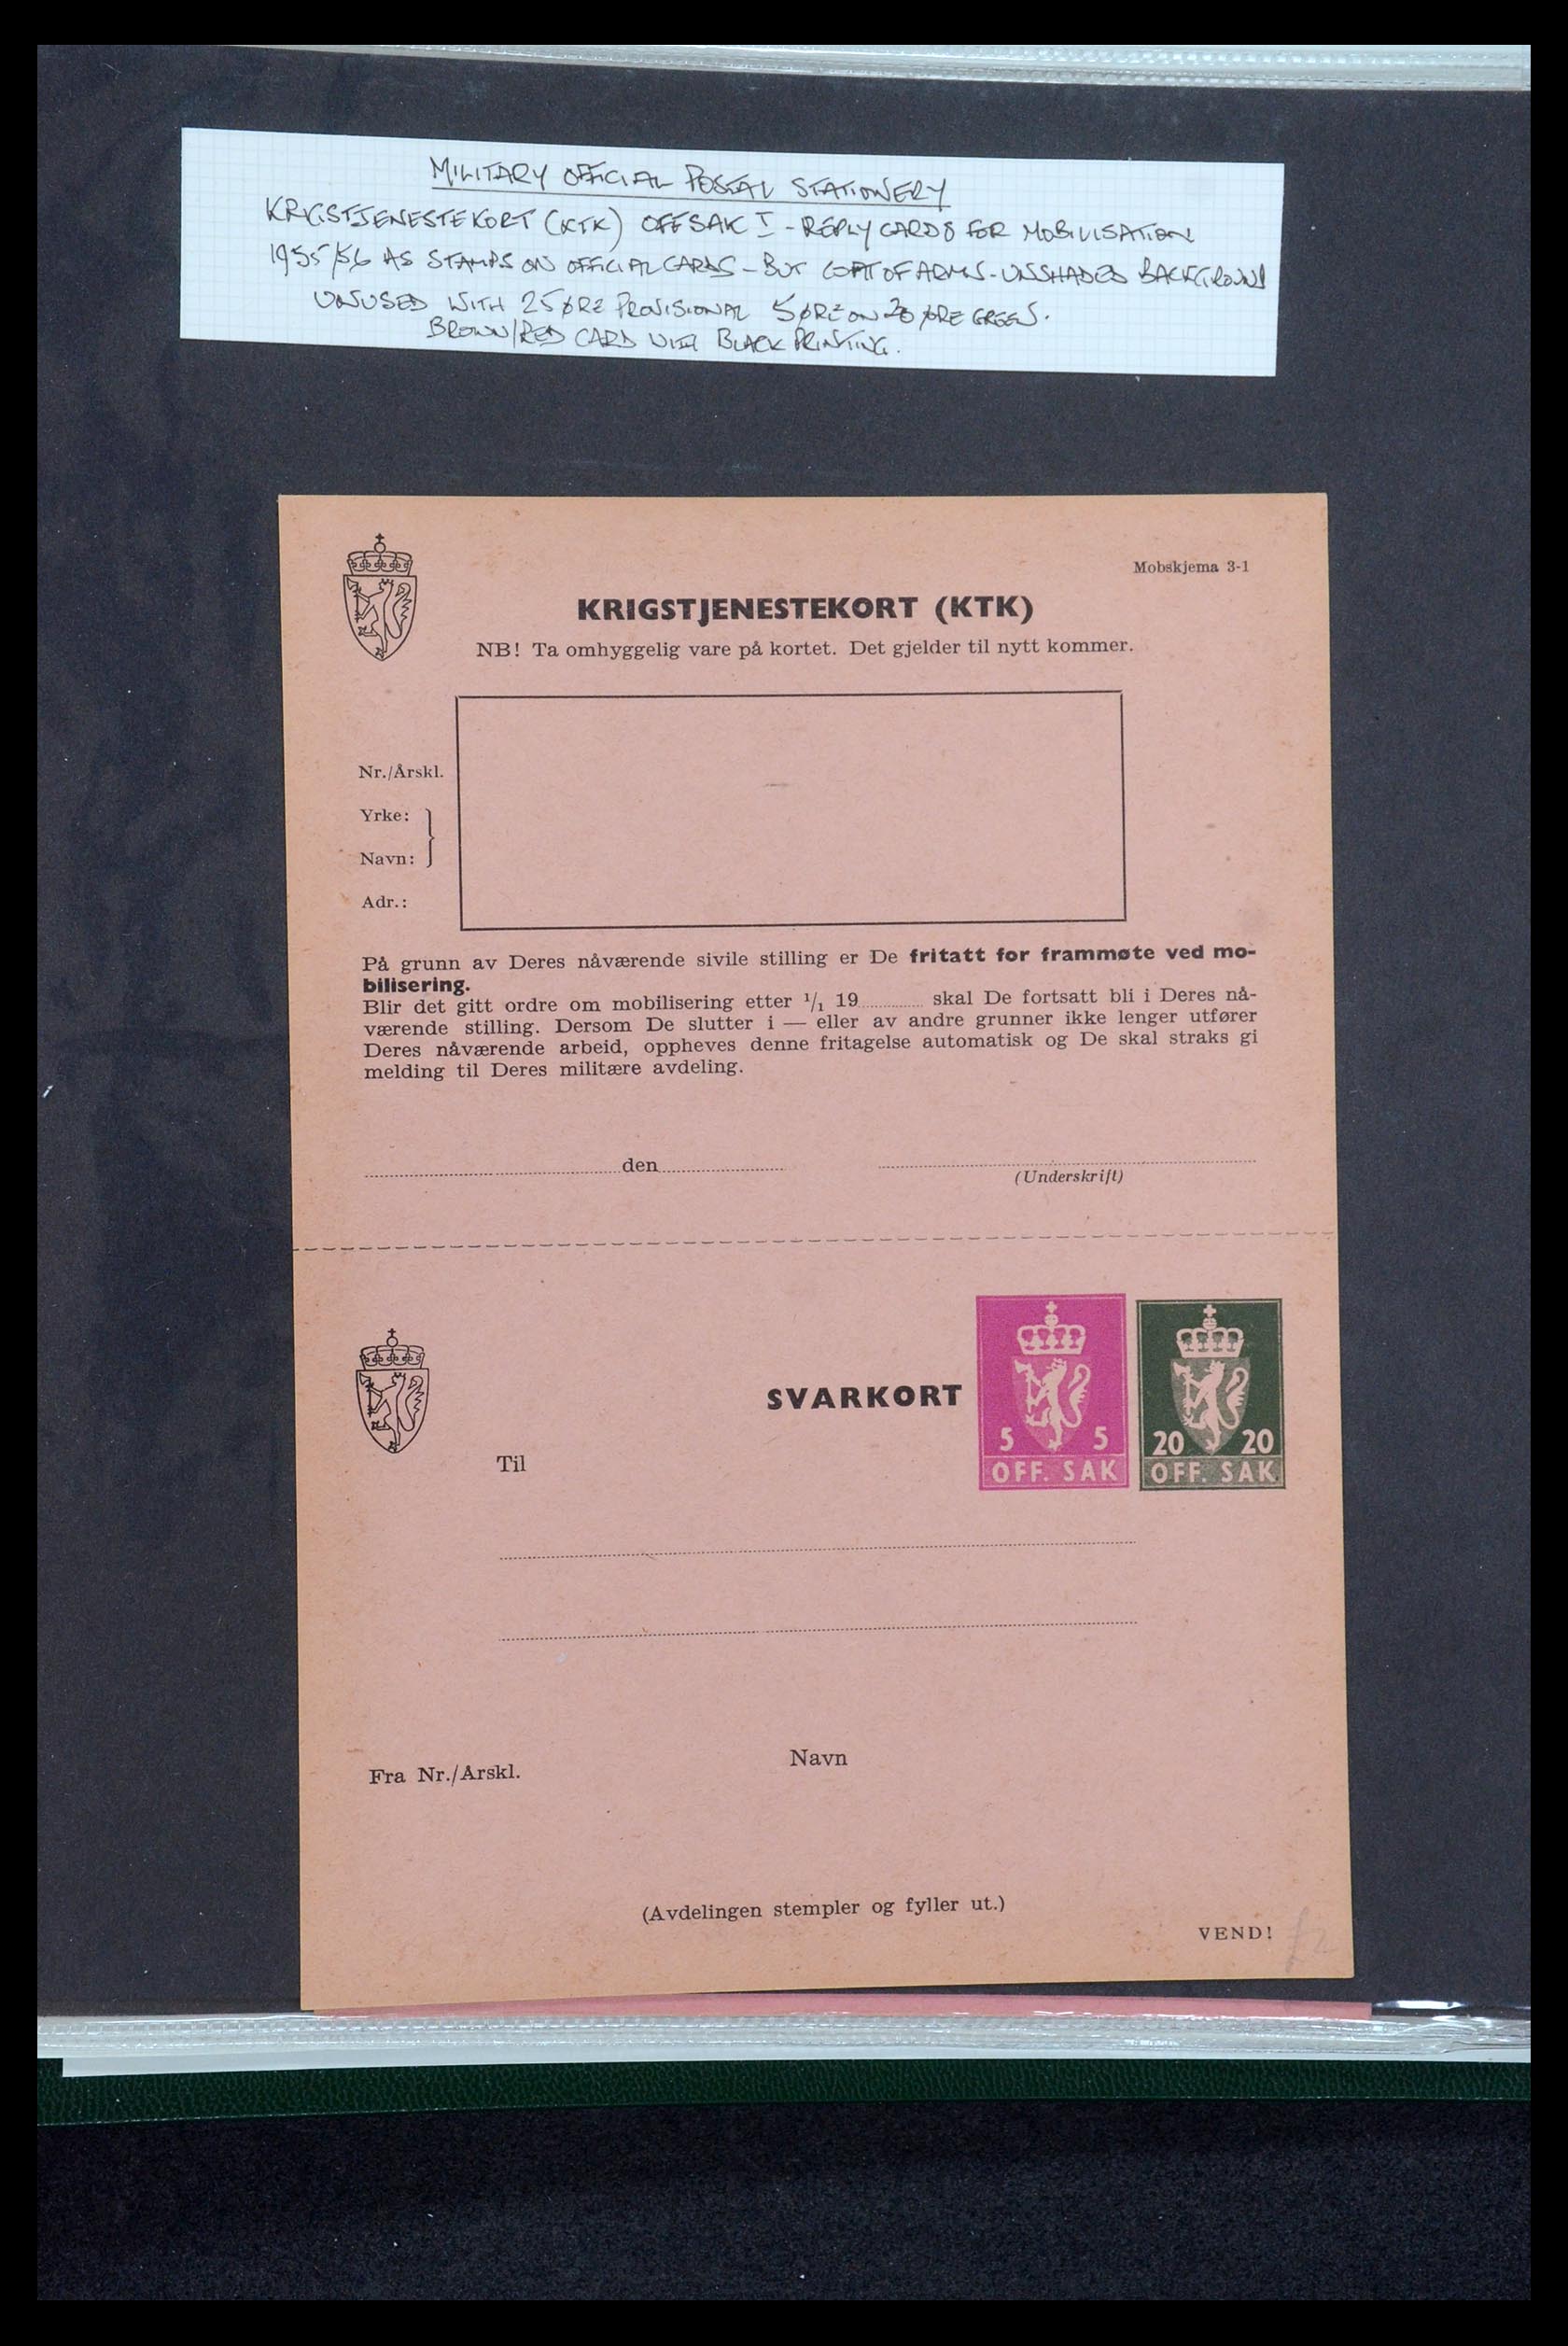 MILITARY OFFICIAL POSTAL STATIONERY
KRIGSTJENESTEKORT (KTK) OFF SAK I - REPLY CARDS FOR MOBILISATION
1955/56 AS STAMPS ON OFFICIAL CARDS - BUT COAT OF ARMS - UNSHADED BACKGROUND
UNUSED WITH 25 ØRE PROVISIONAL 5 ØRE ON 20 ØRE GREEN.
BROWN/RED CARD WITH BLACK PRINTING.
Mobskjema 3-1
KRIGSTJENESTEKORT (KTK)
NB! Ta omhyggelig vare på kortet. Det gjelder til nytt kommer.
Nr./Årskl.
Yrke:
Navn:
Adr.:
På grunn av Deres nåværende sivile stilling er De fritatt for frammøte ved mo-
bilisering.
Blir det gitt ordre om mobilisering etter 1/1 19.............. skal De fortsatt bli i Deres nå-
værende stilling. Dersom De slutter i — eller av andre grunner ikke lenger utfører
Deres nåværende arbeid, oppheves denne fritagelse automatisk og De skal straks gi
melding til Deres militære avdeling.
den
(Underskrift)
SVARKORT
5 5
OFF. SAK
20 20
OFF. SAK
Til
Fra Nr./Arskl.
Navn
(Avdelingen stempler og fyller ut.)
VEND!